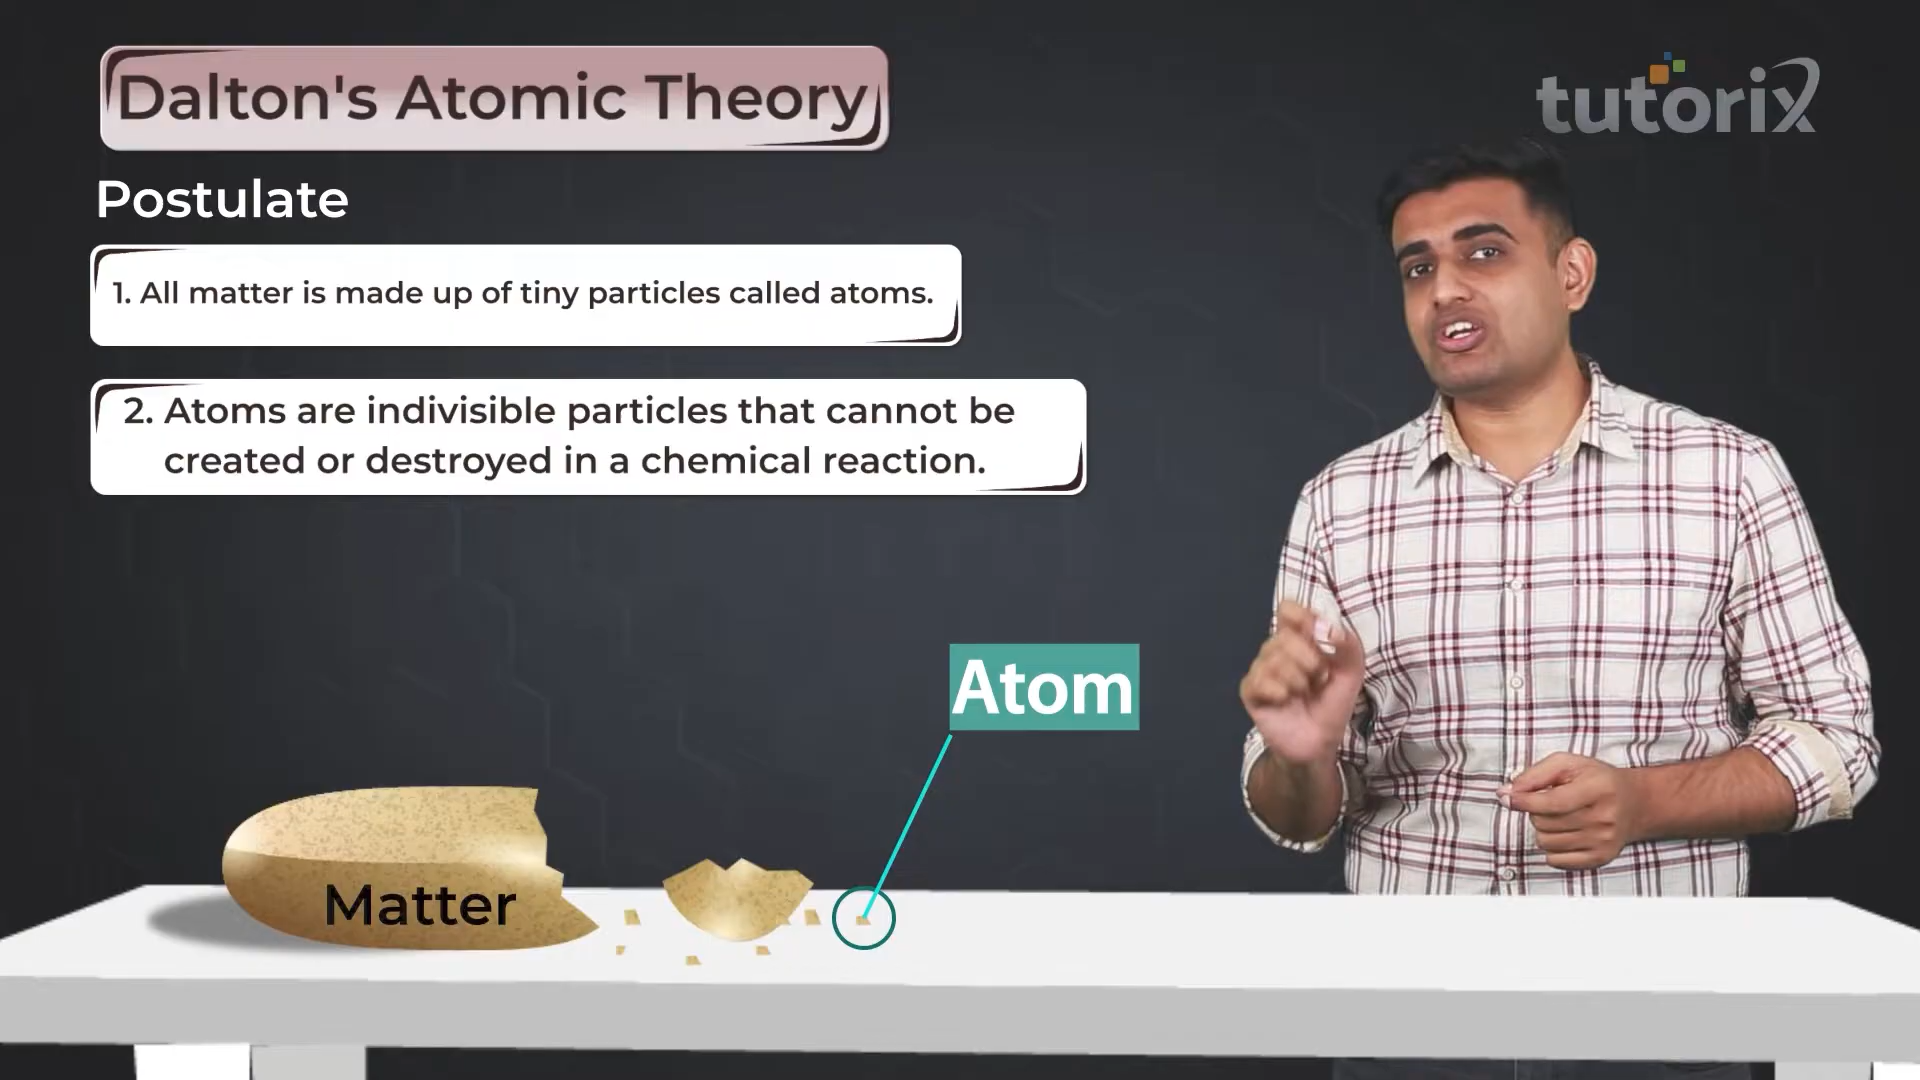 Dalton's Atomic Theory
tutorix
Postulate
1. All matter is made up of tiny particles called atoms.
2. Atoms are indivisible particles that cannot be
created or destroyed in a chemical reaction.
Atom
Matter